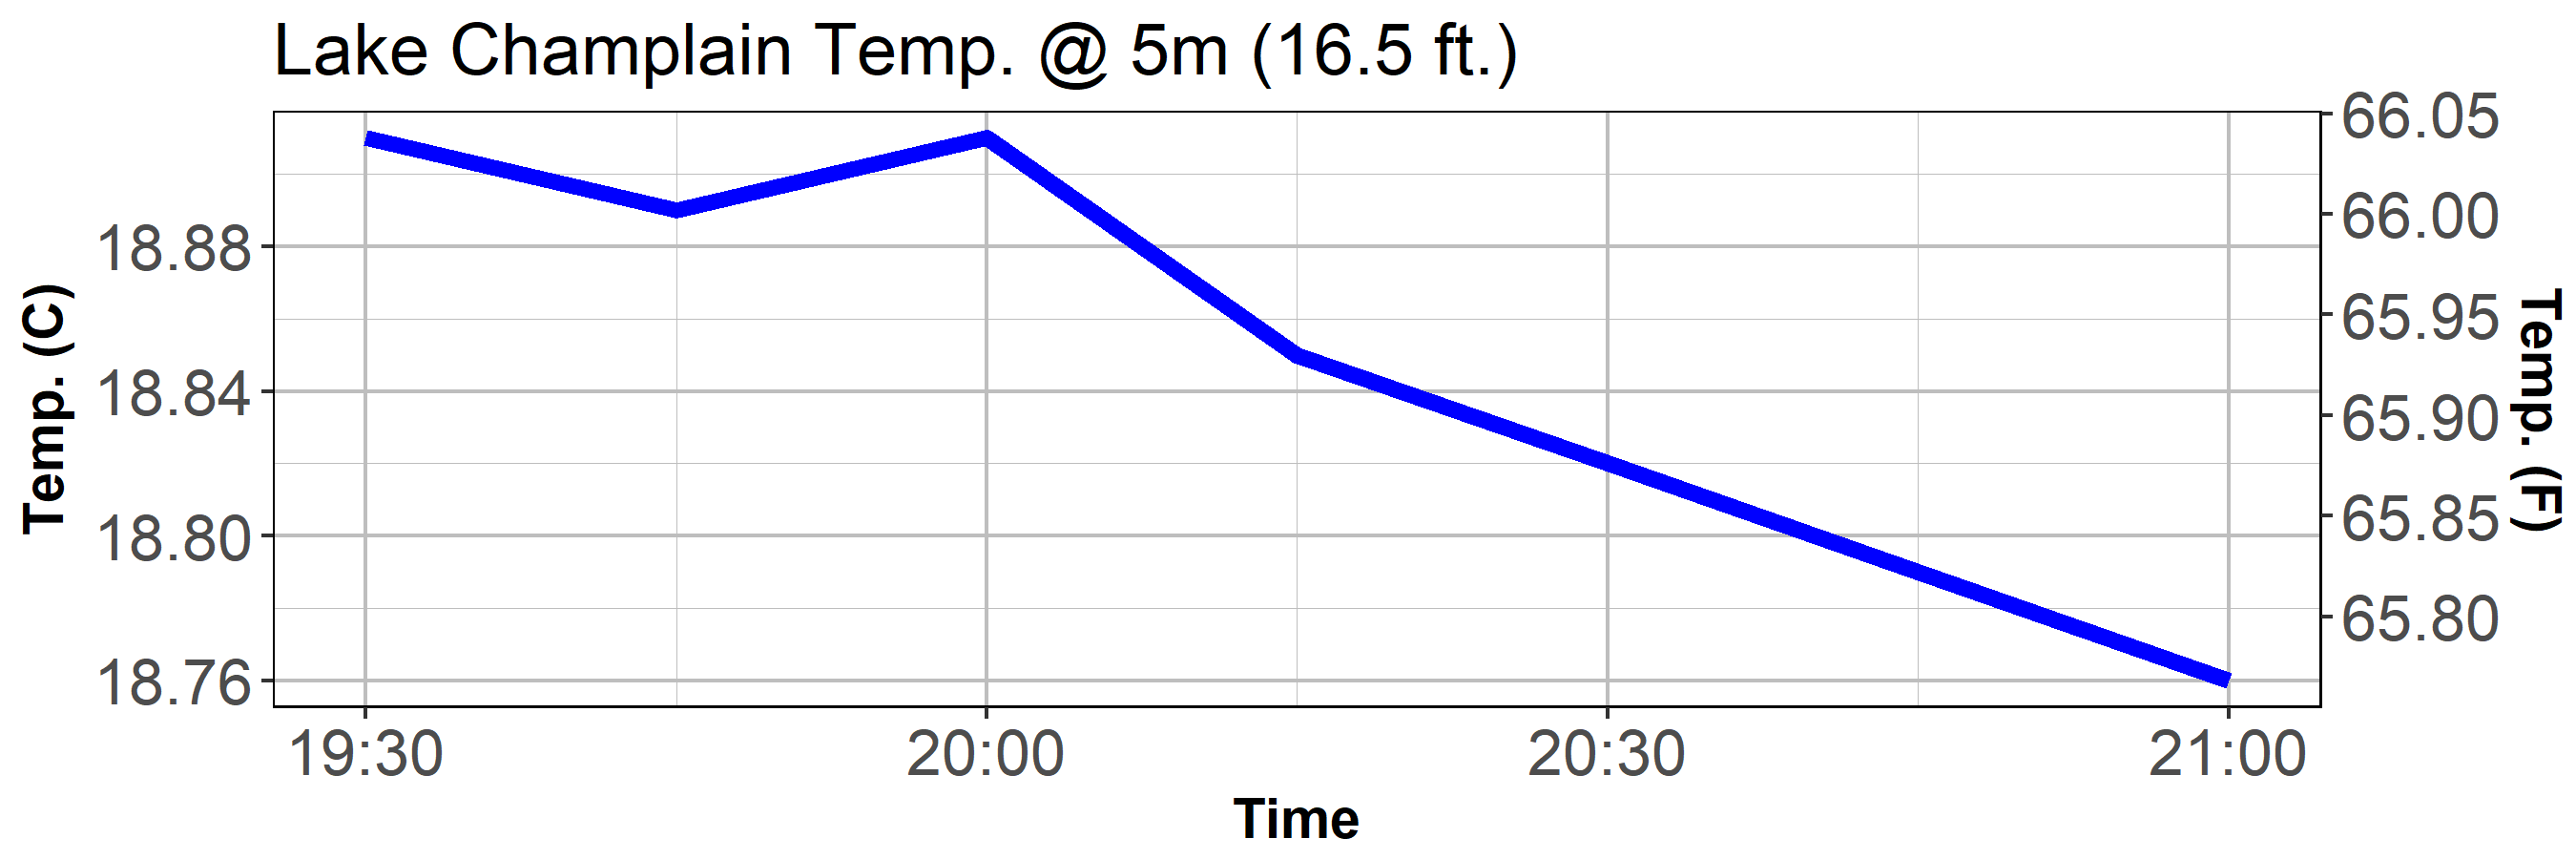 Lake Champlain Temp. @ 5m (16.5 ft.)
Temp. (C)
18.88
18.84
18.80
18.76
66.05
66.00
65.95
65.90
65.85
65.80
Temp. (F)
19:30 20:00 20:30 21:00
Time